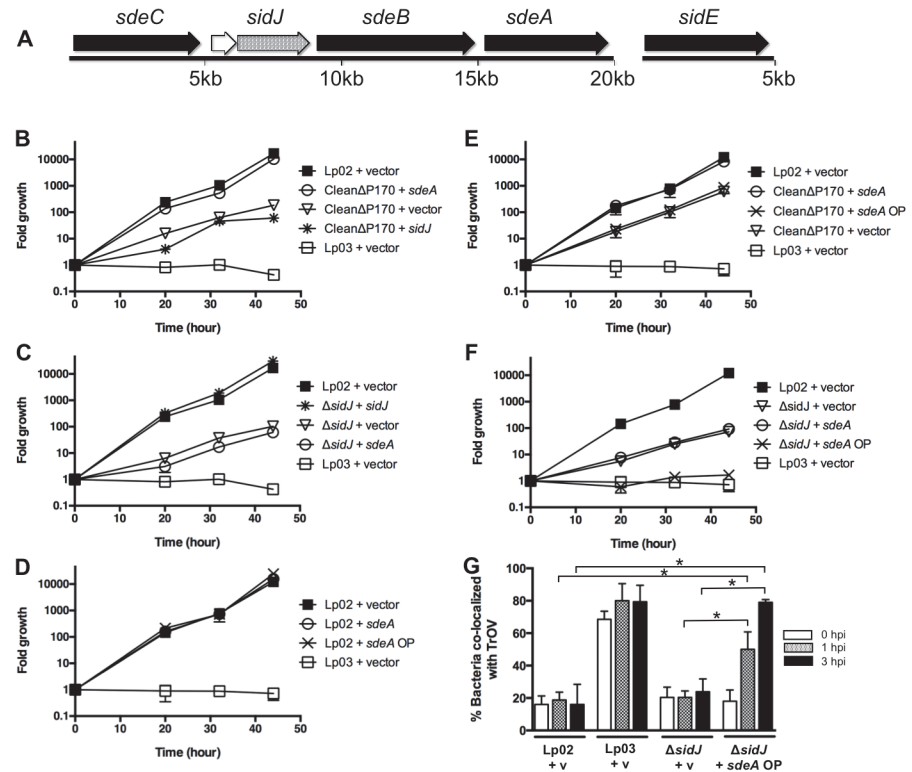 A
sdeC sidJ sdeB sdeA sidE
5kb 10kb 15kb 20kb 5kb
B
Fold growth
10000
1000
100
10
1
0.1
0 10 20 30 40 50
Time (hour)
Lp02 + vector
CleanΔP170 + sdeA
CleanΔP170 + vector
CleanΔP170 + sidJ
Lp03 + vector
E
Fold growth
10000
1000
100
10
1
0.1
0 10 20 30 40 50
Time (hour)
Lp02 + vector
CleanΔP170 + sdeA
CleanΔP170 + sdeA OP
CleanΔP170 + vector
Lp03 + vector
C
Fold growth
10000
1000
100
10
1
0.1
0 10 20 30 40 50
Time (hour)
Lp02 + vector
ΔsidJ + sidJ
ΔsidJ + vector
ΔsidJ + sdeA
Lp03 + vector
F
Fold growth
10000
1000
100
10
1
0.1
0 10 20 30 40 50
Time (hour)
Lp02 + vector
ΔsidJ + vector
ΔsidJ + sdeA
ΔsidJ + sdeA OP
Lp03 + vector
D
Fold growth
10000
1000
100
10
1
0.1
0 10 20 30 40 50
Time (hour)
Lp02 + vector
Lp02 + sdeA
Lp02 + sdeA OP
Lp03 + vector
G
% Bacteria co-localized
with TrOV
100
80
60
40
20
0
* * * *
0 hpi
1 hpi
3 hpi
Lp02 Lp03 ΔsidJ ΔsidJ
+ v + v + v + sdeA OP